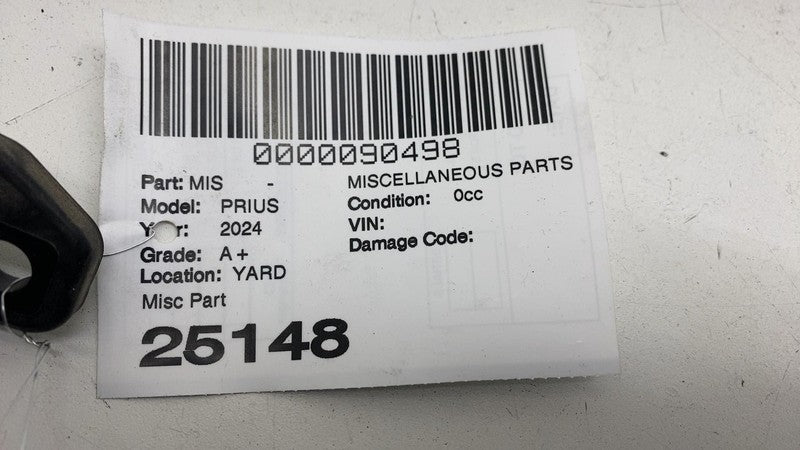 0000090498
Part: MIS - MISCELLANEOUS PARTS
Model: PRIUS Condition: 0cc
Year: 2024 VIN:
Grade: A+ Damage Code:
Location: YARD
Misc Part
25148